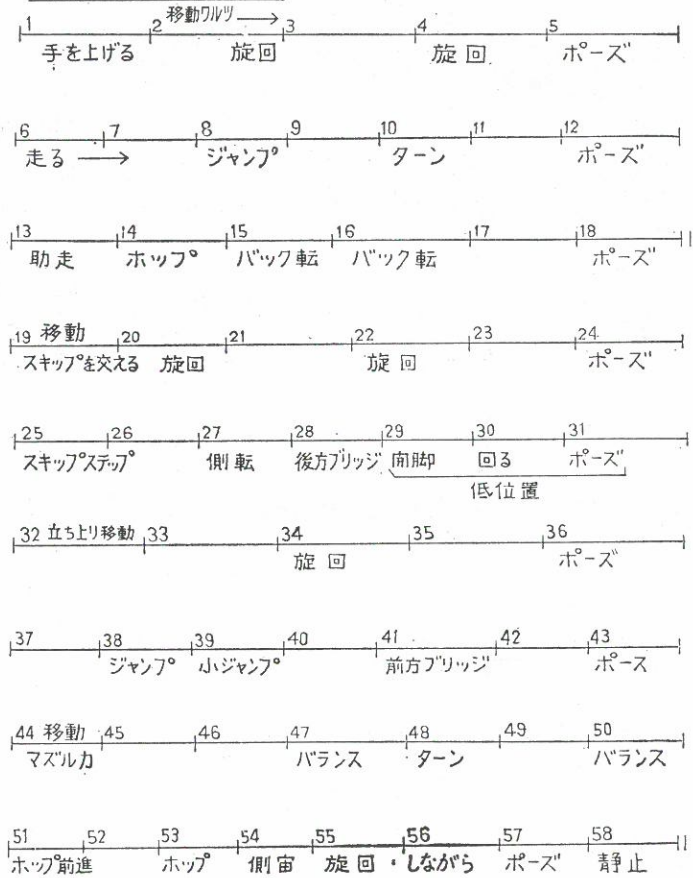 移動ワルツ →
1 2 3 4 5
手を上げる 旋回 旋回 ポーズ
6 7 8 9 10 11 12
走る → ジャンプ ターン ポーズ
13 14 15 16 17 18
助走 ホップ バック転 バック転 ポーズ
19 移動 20 21 22 23 24
スキップを交える 旋回 旋回 ポーズ
25 26 27 28 29 30 31
スキップステップ 側転 後方ブリッジ 開脚 回る ポーズ
低位置
32 立ち上り移動 33 34 35 36
旋回 ポーズ
37 38 39 40 41 42 43
ジャンプ 小ジャンプ 前方ブリッジ ポース
44 移動 45 46 47 48 49 50
マズルカ バランス ターン バランス
51 52 53 54 55 56 57 58
ホップ前進 ホップ 側宙 旋回・しながら ポーズ 静止